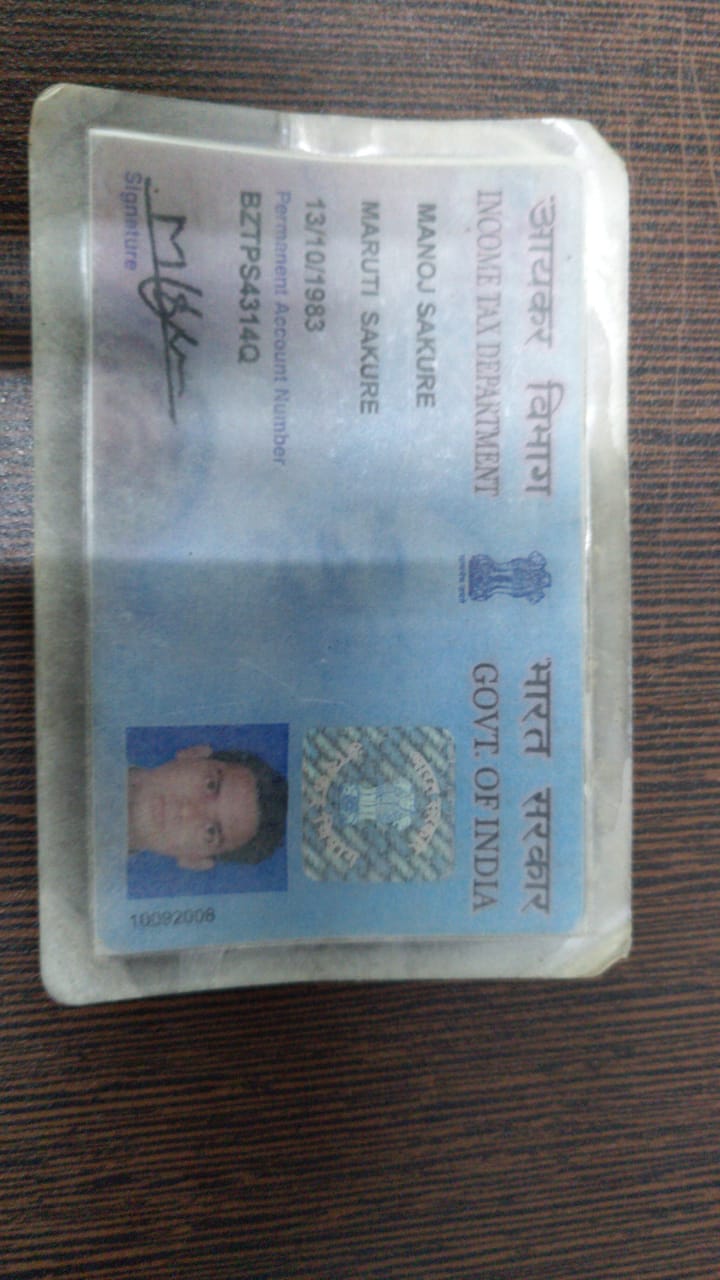 आयकर विभाग भारत सरकार
INCOME TAX DEPARTMENT GOVT. OF INDIA
MANOJ SAKURE
MARUTI SAKURE
13/10/1983
Permanent Account Number
BZTPS4314Q
Signature
10092008